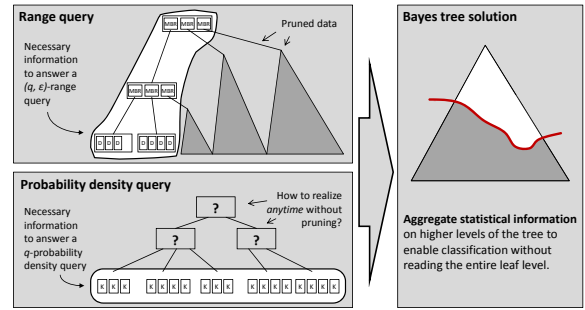 Range query
Necessary
information
to answer a
(q, ε)-range
query
Pruned data
MBR MBR MBR
MBR MBR MBR
D D D
D D D D
Probability density query
Necessary
information
to answer a
q-probability
density query
How to realize
anytime without
pruning?
?
? ?
K K K K K K K K K K K K K K K K K
Bayes tree solution
Aggregate statistical information
on higher levels of the tree to
enable classification without
reading the entire leaf level.